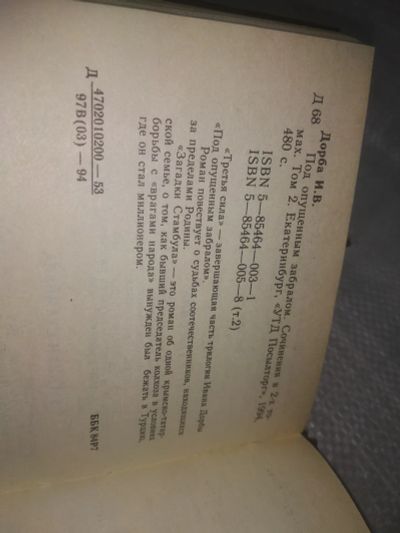 Дорба И.В.
Д 68 Под опущенным забралом. Сочинения в 2-х то-
мах. Том 2. Екатеринбург, «УТД Посылторг», 1994,
480 с.
ISBN 5—85464—003—1
ISBN 5—85464—005—8 (т.2)
«Третья сила» — завершающая часть трилогии Ивана Дорбы
«Под опущенным забралом».
Роман повествует о судьбах соотечественников, находящихся
за пределами Родины.
«Загадки Стамбула» — это роман об одной крымско-татар-
ской семье, о том, как бывший председатель колхоза в условиях
борьбы с «врагами народа» вынужден был бежать в Турцию,
где он стал миллионером.
Д 4702010200—53
97В(03)—94
ББК 84Р7